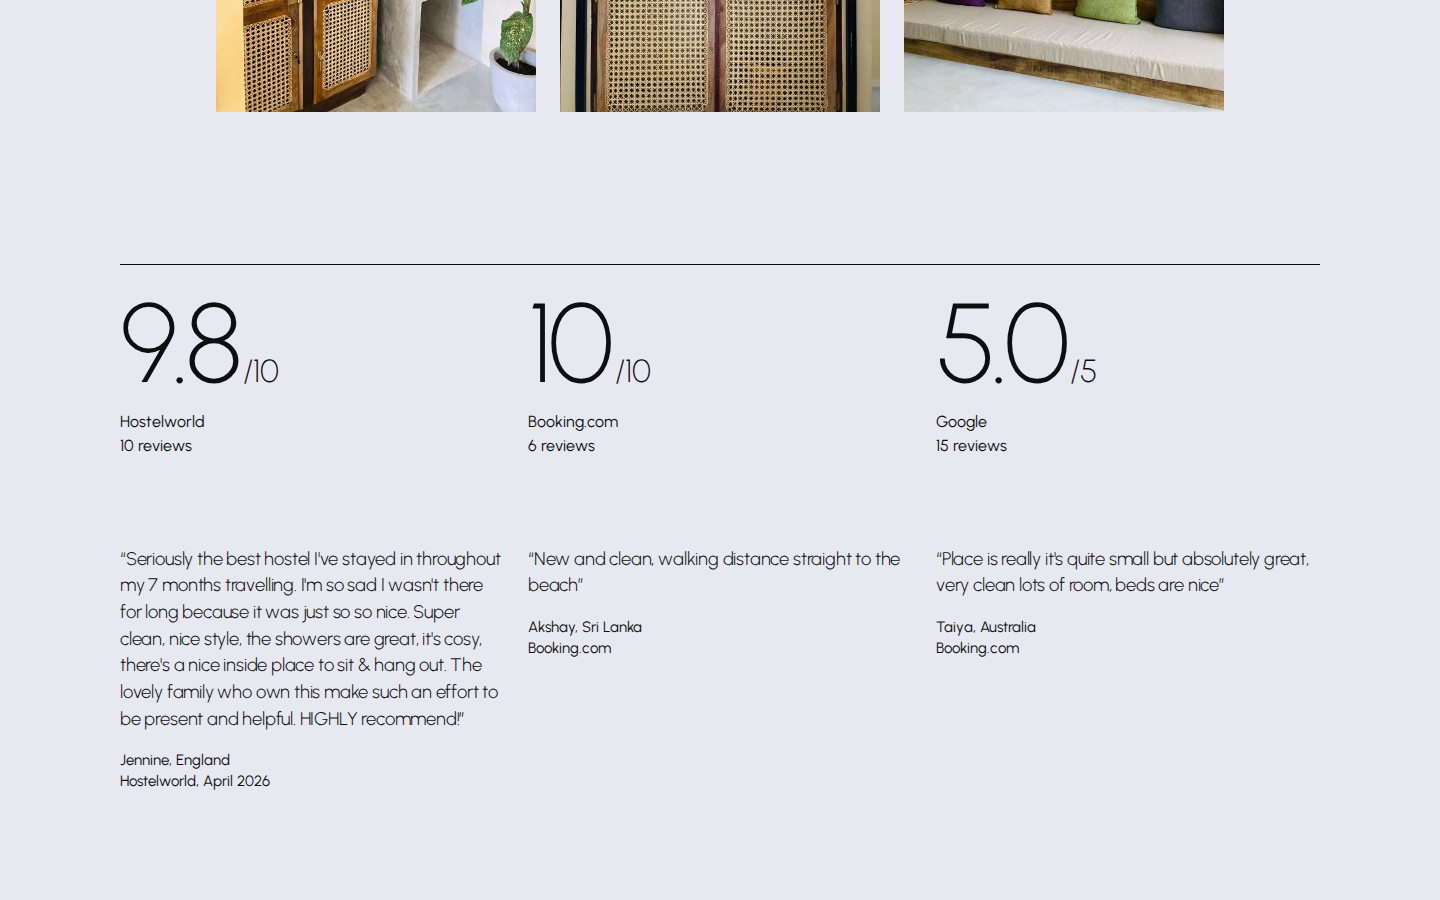 9.8/10
Hostelworld
10 reviews
10/10
Booking.com
6 reviews
5.0/5
Google
15 reviews
“Seriously the best hostel I've stayed in throughout
my 7 months travelling. I'm so sad I wasn't there
for long because it was just so so nice. Super
clean, nice style, the showers are great, it's cosy,
there's a nice inside place to sit & hang out. The
lovely family who own this make such an effort to
be present and helpful. HIGHLY recommend!”
Jennine, England
Hostelworld, April 2026
“New and clean, walking distance straight to the
beach”
Akshay, Sri Lanka
Booking.com
“Place is really it's quite small but absolutely great,
very clean lots of room, beds are nice”
Taiya, Australia
Booking.com